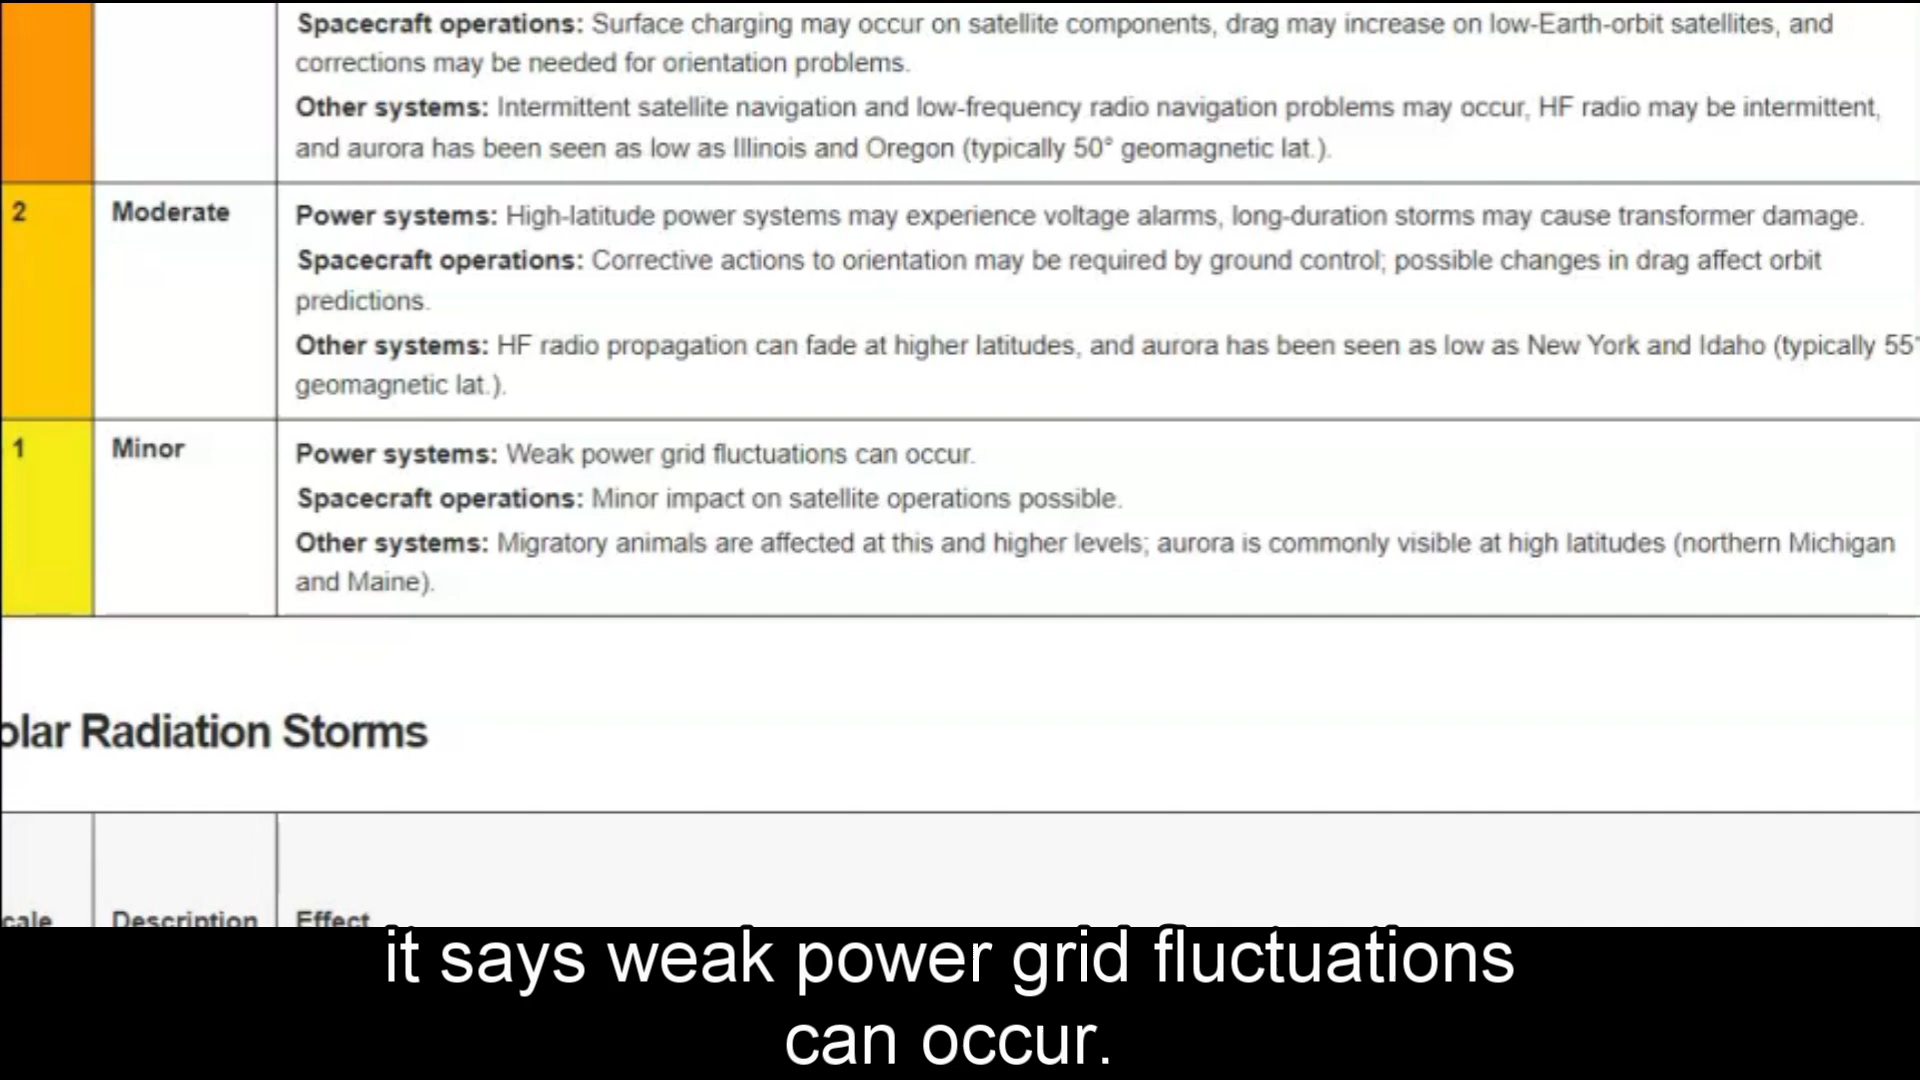 Spacecraft operations: Surface charging may occur on satellite components, drag may increase on low-Earth-orbit satellites, and
corrections may be needed for orientation problems.
Other systems: Intermittent satellite navigation and low-frequency radio navigation problems may occur, HF radio may be intermittent,
and aurora has been seen as low as Illinois and Oregon (typically 50° geomagnetic lat.).
2 Moderate Power systems: High-latitude power systems may experience voltage alarms, long-duration storms may cause transformer damage.
Spacecraft operations: Corrective actions to orientation may be required by ground control; possible changes in drag affect orbit
predictions.
Other systems: HF radio propagation can fade at higher latitudes, and aurora has been seen as low as New York and Idaho (typically 55°
geomagnetic lat.).
1 Minor Power systems: Weak power grid fluctuations can occur.
Spacecraft operations: Minor impact on satellite operations possible.
Other systems: Migratory animals are affected at this and higher levels; aurora is commonly visible at high latitudes (northern Michigan
and Maine).
olar Radiation Storms
cale Description Effect
it says weak power grid fluctuations
can occur.